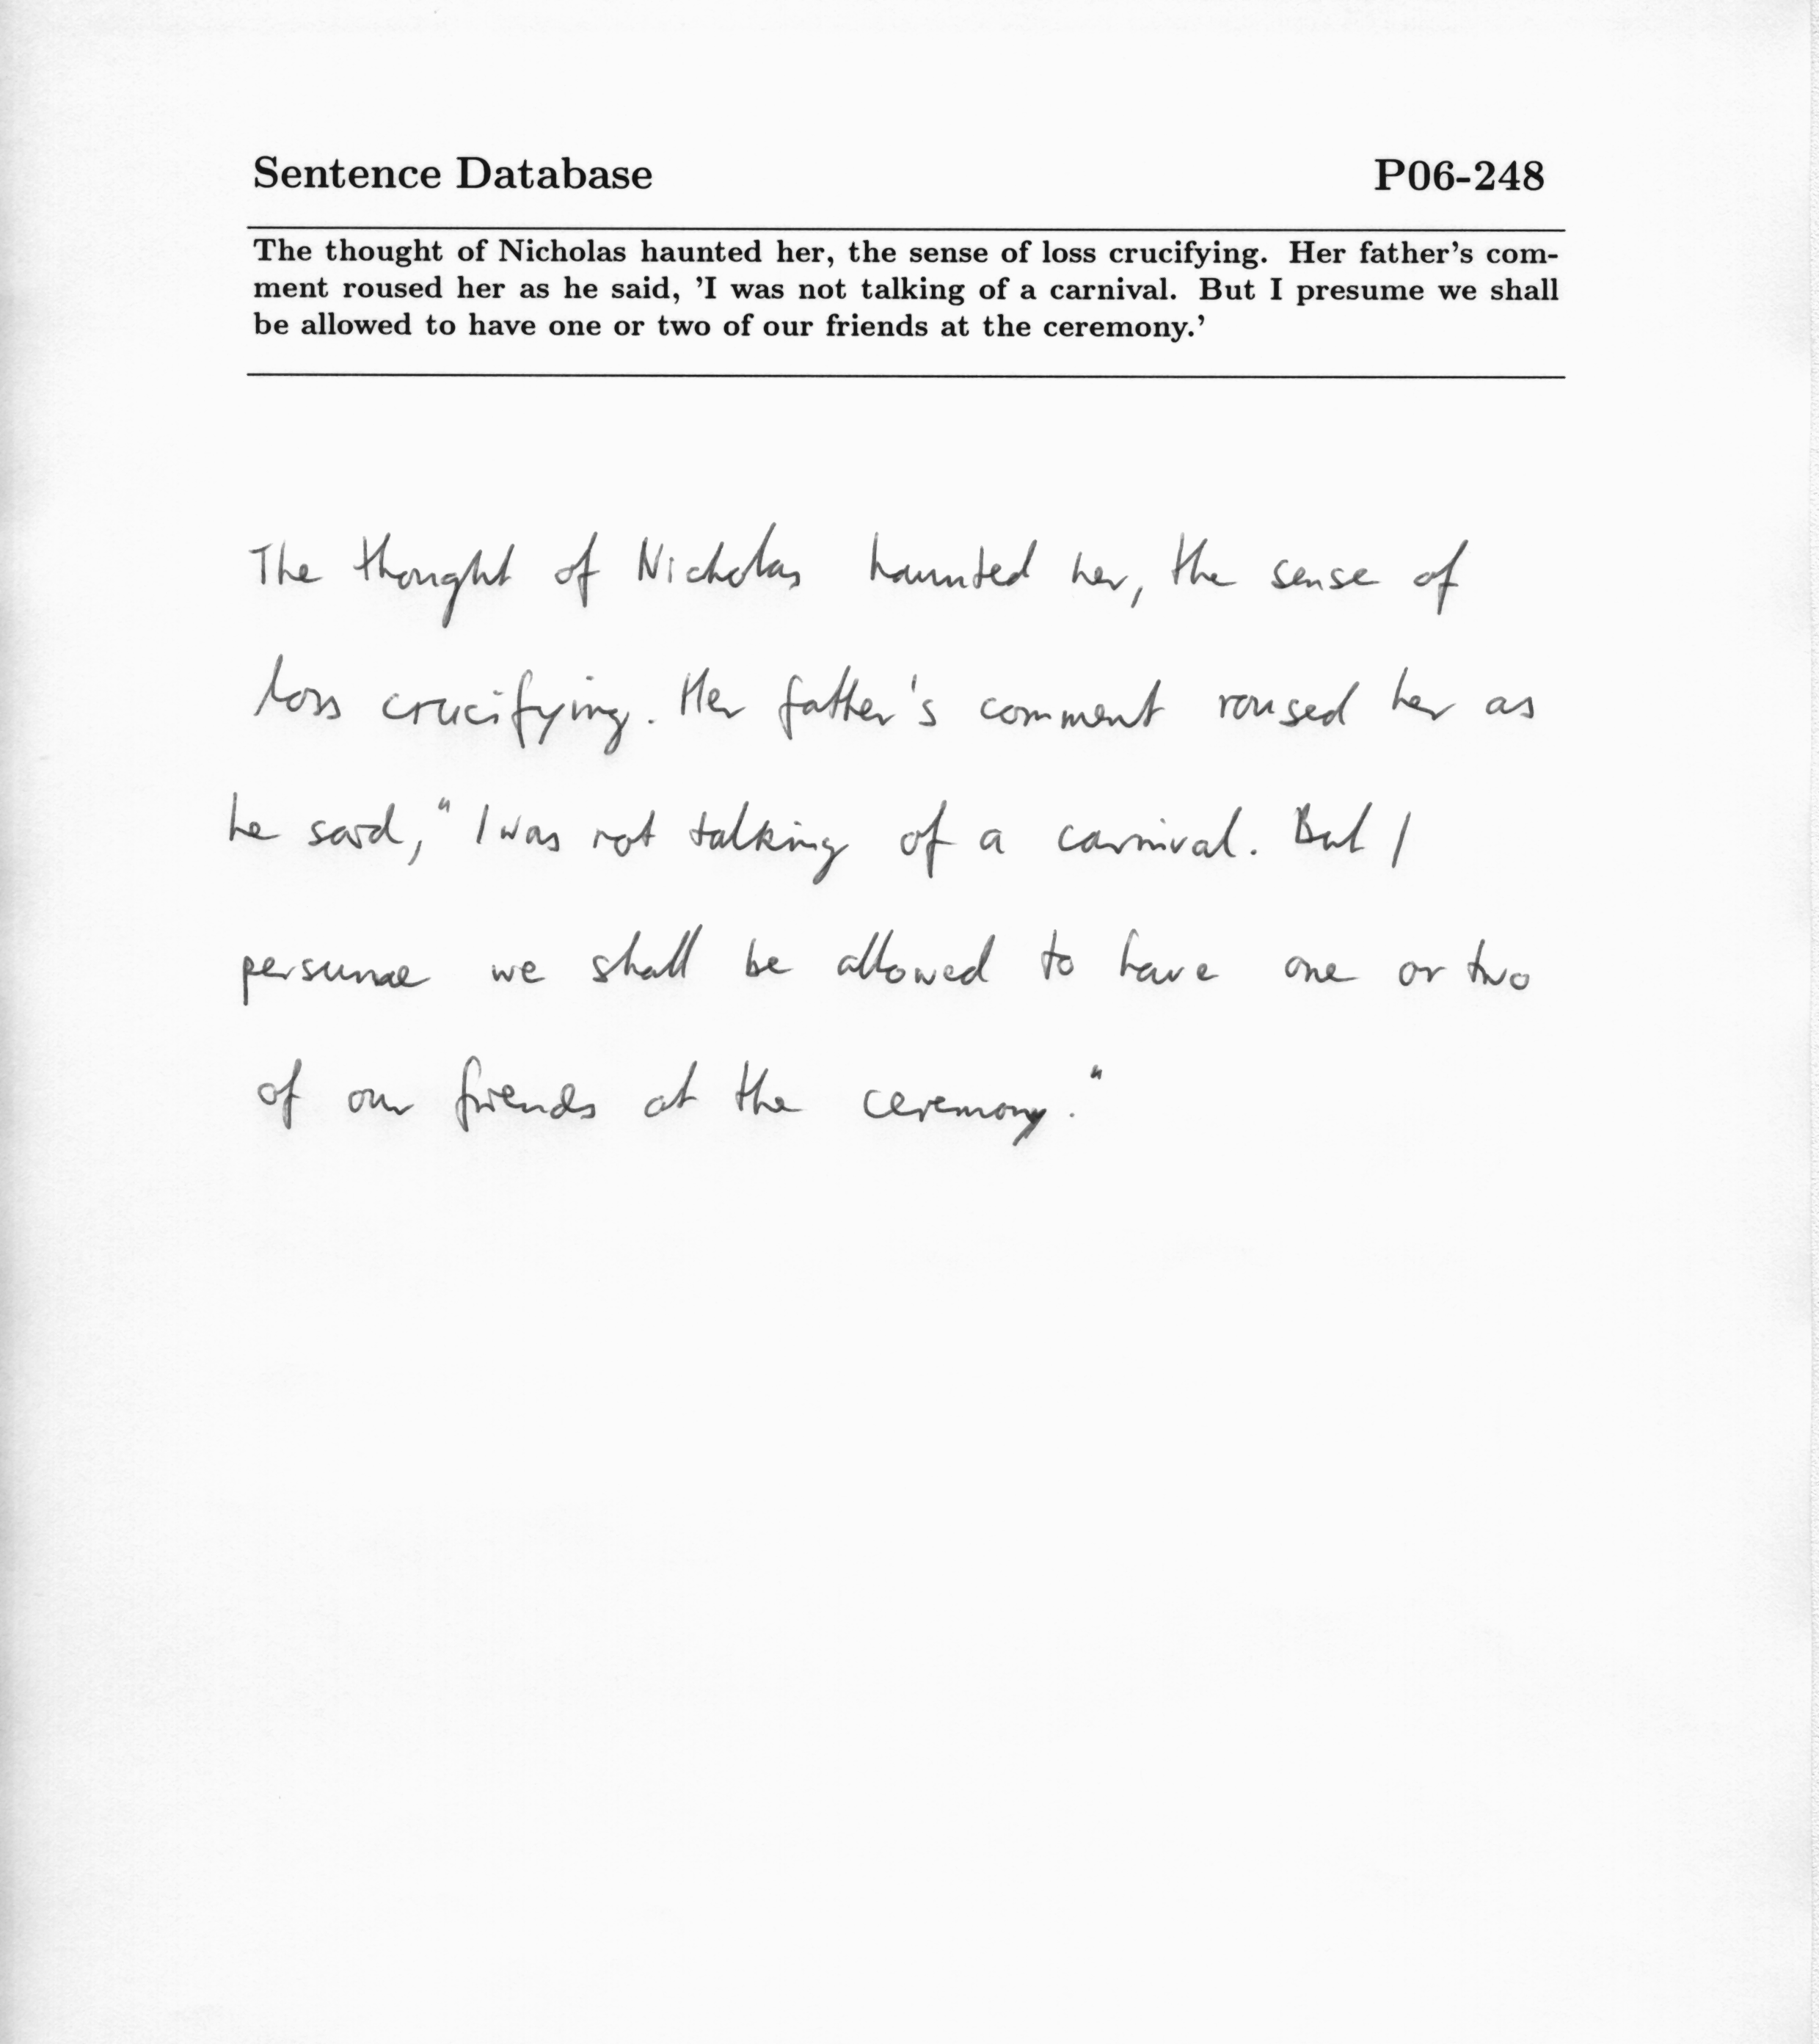 Sentence Database P06-248
The thought of Nicholas haunted her, the sense of loss crucifying. Her father's com-
ment roused her as he said, 'I was not talking of a carnival. But I presume we shall
be allowed to have one or two of our friends at the ceremony.'
The thought of Nicholas haunted her, the sense of
loss crucifying. Her father's comment roused her as
he said, "I was not talking of a carnival. But I
persume we shall be allowed to have one or two
of our friends at the ceremony."